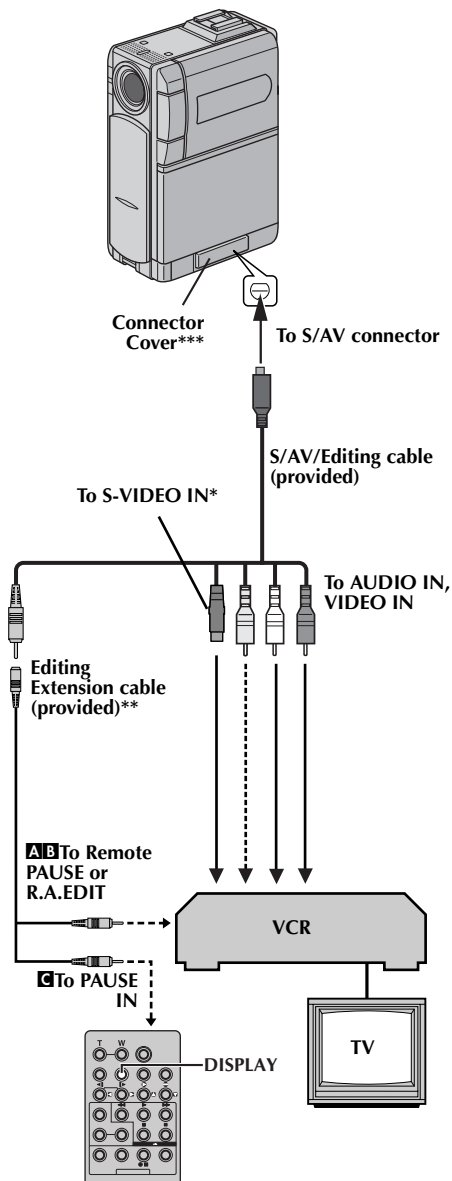 Connector
Cover***
To S/AV connector
S/AV/Editing cable
(provided)
To S-VIDEO IN*
To AUDIO IN,
VIDEO IN
Editing
Extension cable
(provided)**
A B To Remote
PAUSE or
R.A.EDIT
VCR
C To PAUSE
IN
TV
T W
DISPLAY